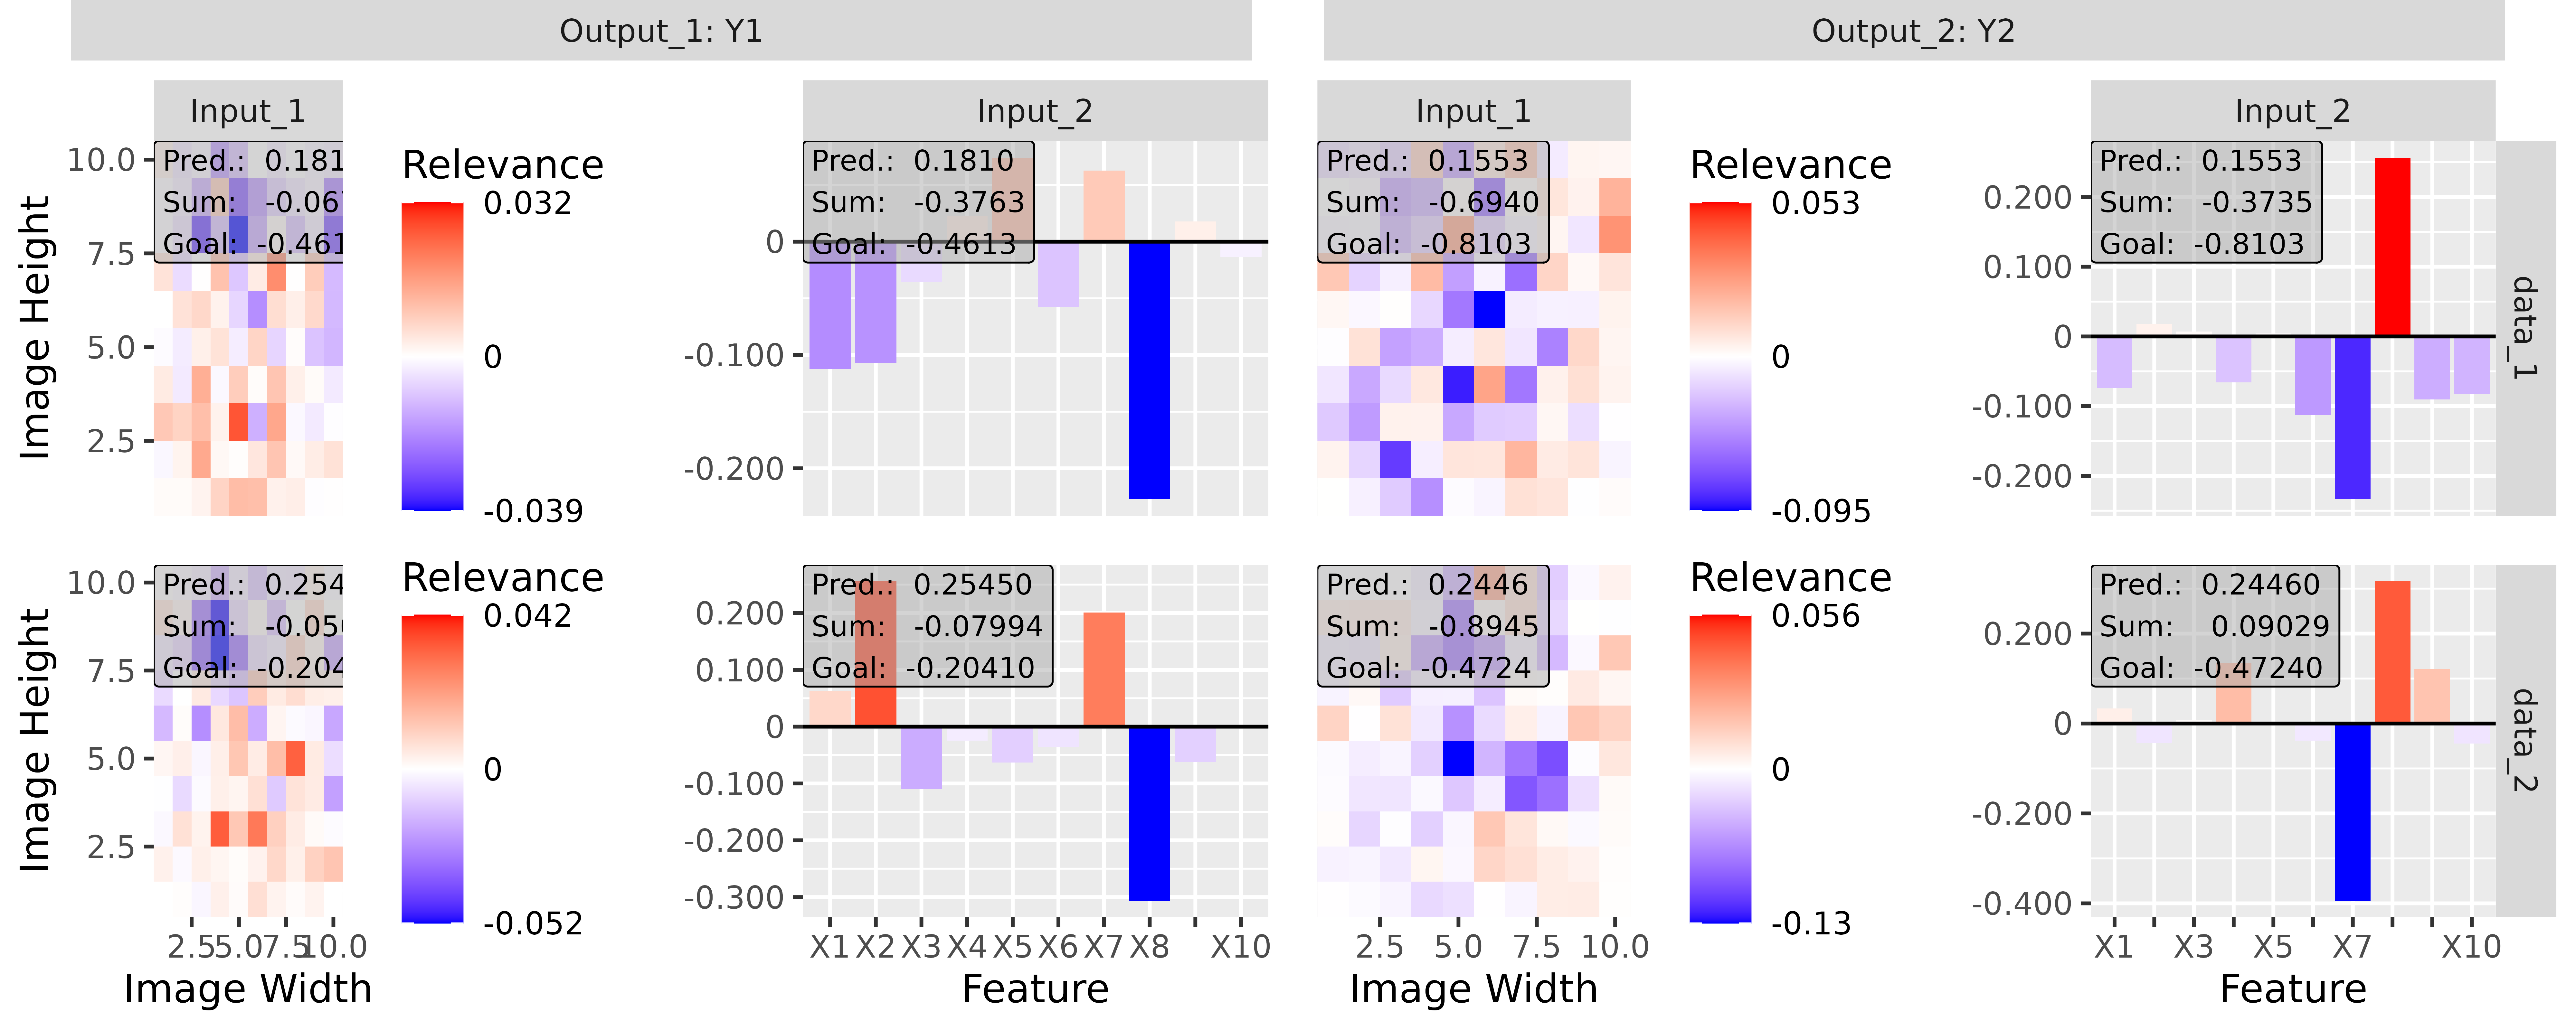 Output_1: Y1
Output_2: Y2
Input_1
Input_2
Input_1
Input_2
Image Height
10.0
7.5
5.0
2.5
Pred.: 0.181
Sum: -0.06
Goal: -0.461
Relevance
0.032
0
-0.039
0
-0.100
-0.200
Pred.: 0.1810
Sum: -0.3763
Goal: -0.4613
Pred.: 0.1553
Sum: -0.6940
Goal: -0.8103
Relevance
0.053
0
-0.095
0.200
0.100
0
-0.100
-0.200
Pred.: 0.1553
Sum: -0.3735
Goal: -0.8103
data_1
Image Height
10.0
7.5
5.0
2.5
Pred.: 0.254
Sum: -0.05
Goal: -0.204
Relevance
0.042
0
-0.052
0.200
0.100
0
-0.100
-0.200
-0.300
Pred.: 0.25450
Sum: -0.07994
Goal: -0.20410
Pred.: 0.2446
Sum: -0.8945
Goal: -0.4724
Relevance
0.056
0
-0.13
0.200
0
-0.200
-0.400
Pred.: 0.24460
Sum: 0.09029
Goal: -0.47240
data_2
2.5 5.0 7.5 10.0
X1 X2 X3 X4 X5 X6 X7 X8 X10
2.5 5.0 7.5 10.0
X1 X3 X5 X7 X10
Image Width
Feature
Image Width
Feature